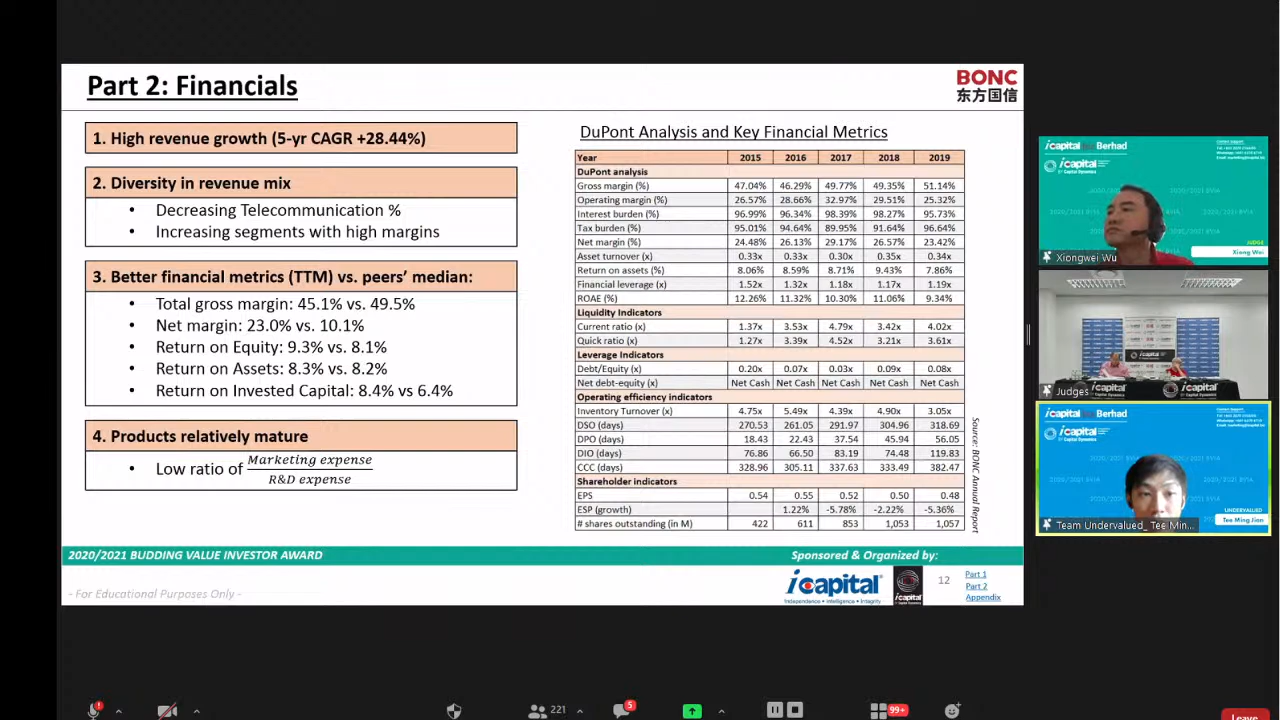 Part 2: Financials
BONC
东方国信
1. High revenue growth (5-yr CAGR +28.44%)
2. Diversity in revenue mix
• Decreasing Telecommunication %
• Increasing segments with high margins
3. Better financial metrics (TTM) vs. peers' median:
• Total gross margin: 45.1% vs. 49.5%
• Net margin: 23.0% vs. 10.1%
• Return on Equity: 9.3% vs. 8.1%
• Return on Assets: 8.3% vs. 8.2%
• Return on Invested Capital: 8.4% vs 6.4%
4. Products relatively mature
• Low ratio of Marketing expense
R&D expense
DuPont Analysis and Key Financial Metrics
Year 2015 2016 2017 2018 2019
DuPont analysis
Gross margin (%) 47.04% 46.29% 49.77% 49.35% 51.14%
Operating margin (%) 26.57% 28.66% 32.97% 29.51% 25.32%
Interest burden (%) 96.99% 96.34% 98.39% 98.27% 95.73%
Tax burden (%) 95.01% 94.64% 89.95% 91.64% 96.64%
Net margin (%) 24.48% 26.13% 29.17% 26.57% 23.42%
Asset turnover (x) 0.33x 0.33x 0.30x 0.35x 0.34x
Return on assets (%) 8.06% 8.59% 8.71% 9.43% 7.86%
Financial leverage (x) 1.52x 1.32x 1.18x 1.17x 1.19x
ROAE (%) 12.26% 11.32% 10.30% 11.06% 9.34%
Liquidity Indicators
Current ratio (x) 1.37x 3.53x 4.79x 3.42x 4.02x
Quick ratio (x) 1.27x 3.39x 4.52x 3.21x 3.61x
Leverage Indicators
Debt/Equity (x) 0.20x 0.07x 0.03x 0.09x 0.08x
Net debt-equity (x) Net Cash Net Cash Net Cash Net Cash Net Cash
Operating efficiency indicators
Inventory Turnover (x) 4.75x 5.49x 4.39x 4.90x 3.05x
DSO (days) 270.53 261.05 291.97 304.96 318.69
DPO (days) 18.43 22.43 37.54 45.94 56.05
DIO (days) 76.86 66.50 83.19 74.48 119.83
CCC (days) 328.96 305.11 337.63 333.49 382.47
Shareholder indicators
EPS 0.54 0.55 0.52 0.50 0.48
ESP (growth) 1.22% -5.78% -2.22% -5.36%
# shares outstanding (in M) 422 611 853 1,053 1,057
Source: BONC Annual Report
2020/2021 BUDDING VALUE INVESTOR AWARD
Sponsored & Organized by:
- For Educational Purposes Only -
icapital
Independence • Intelligence • Integrity
icapital
12
Part 1
Part 2
Appendix
Berhad
icapital
JUDGE
Xiong Wei
Xiongwei Wu
Judges
Berhad
icapital
UNDERVALUED
Tee Ming Jian
Team Undervalued_ Tee Min...
221
5
99+
Leave